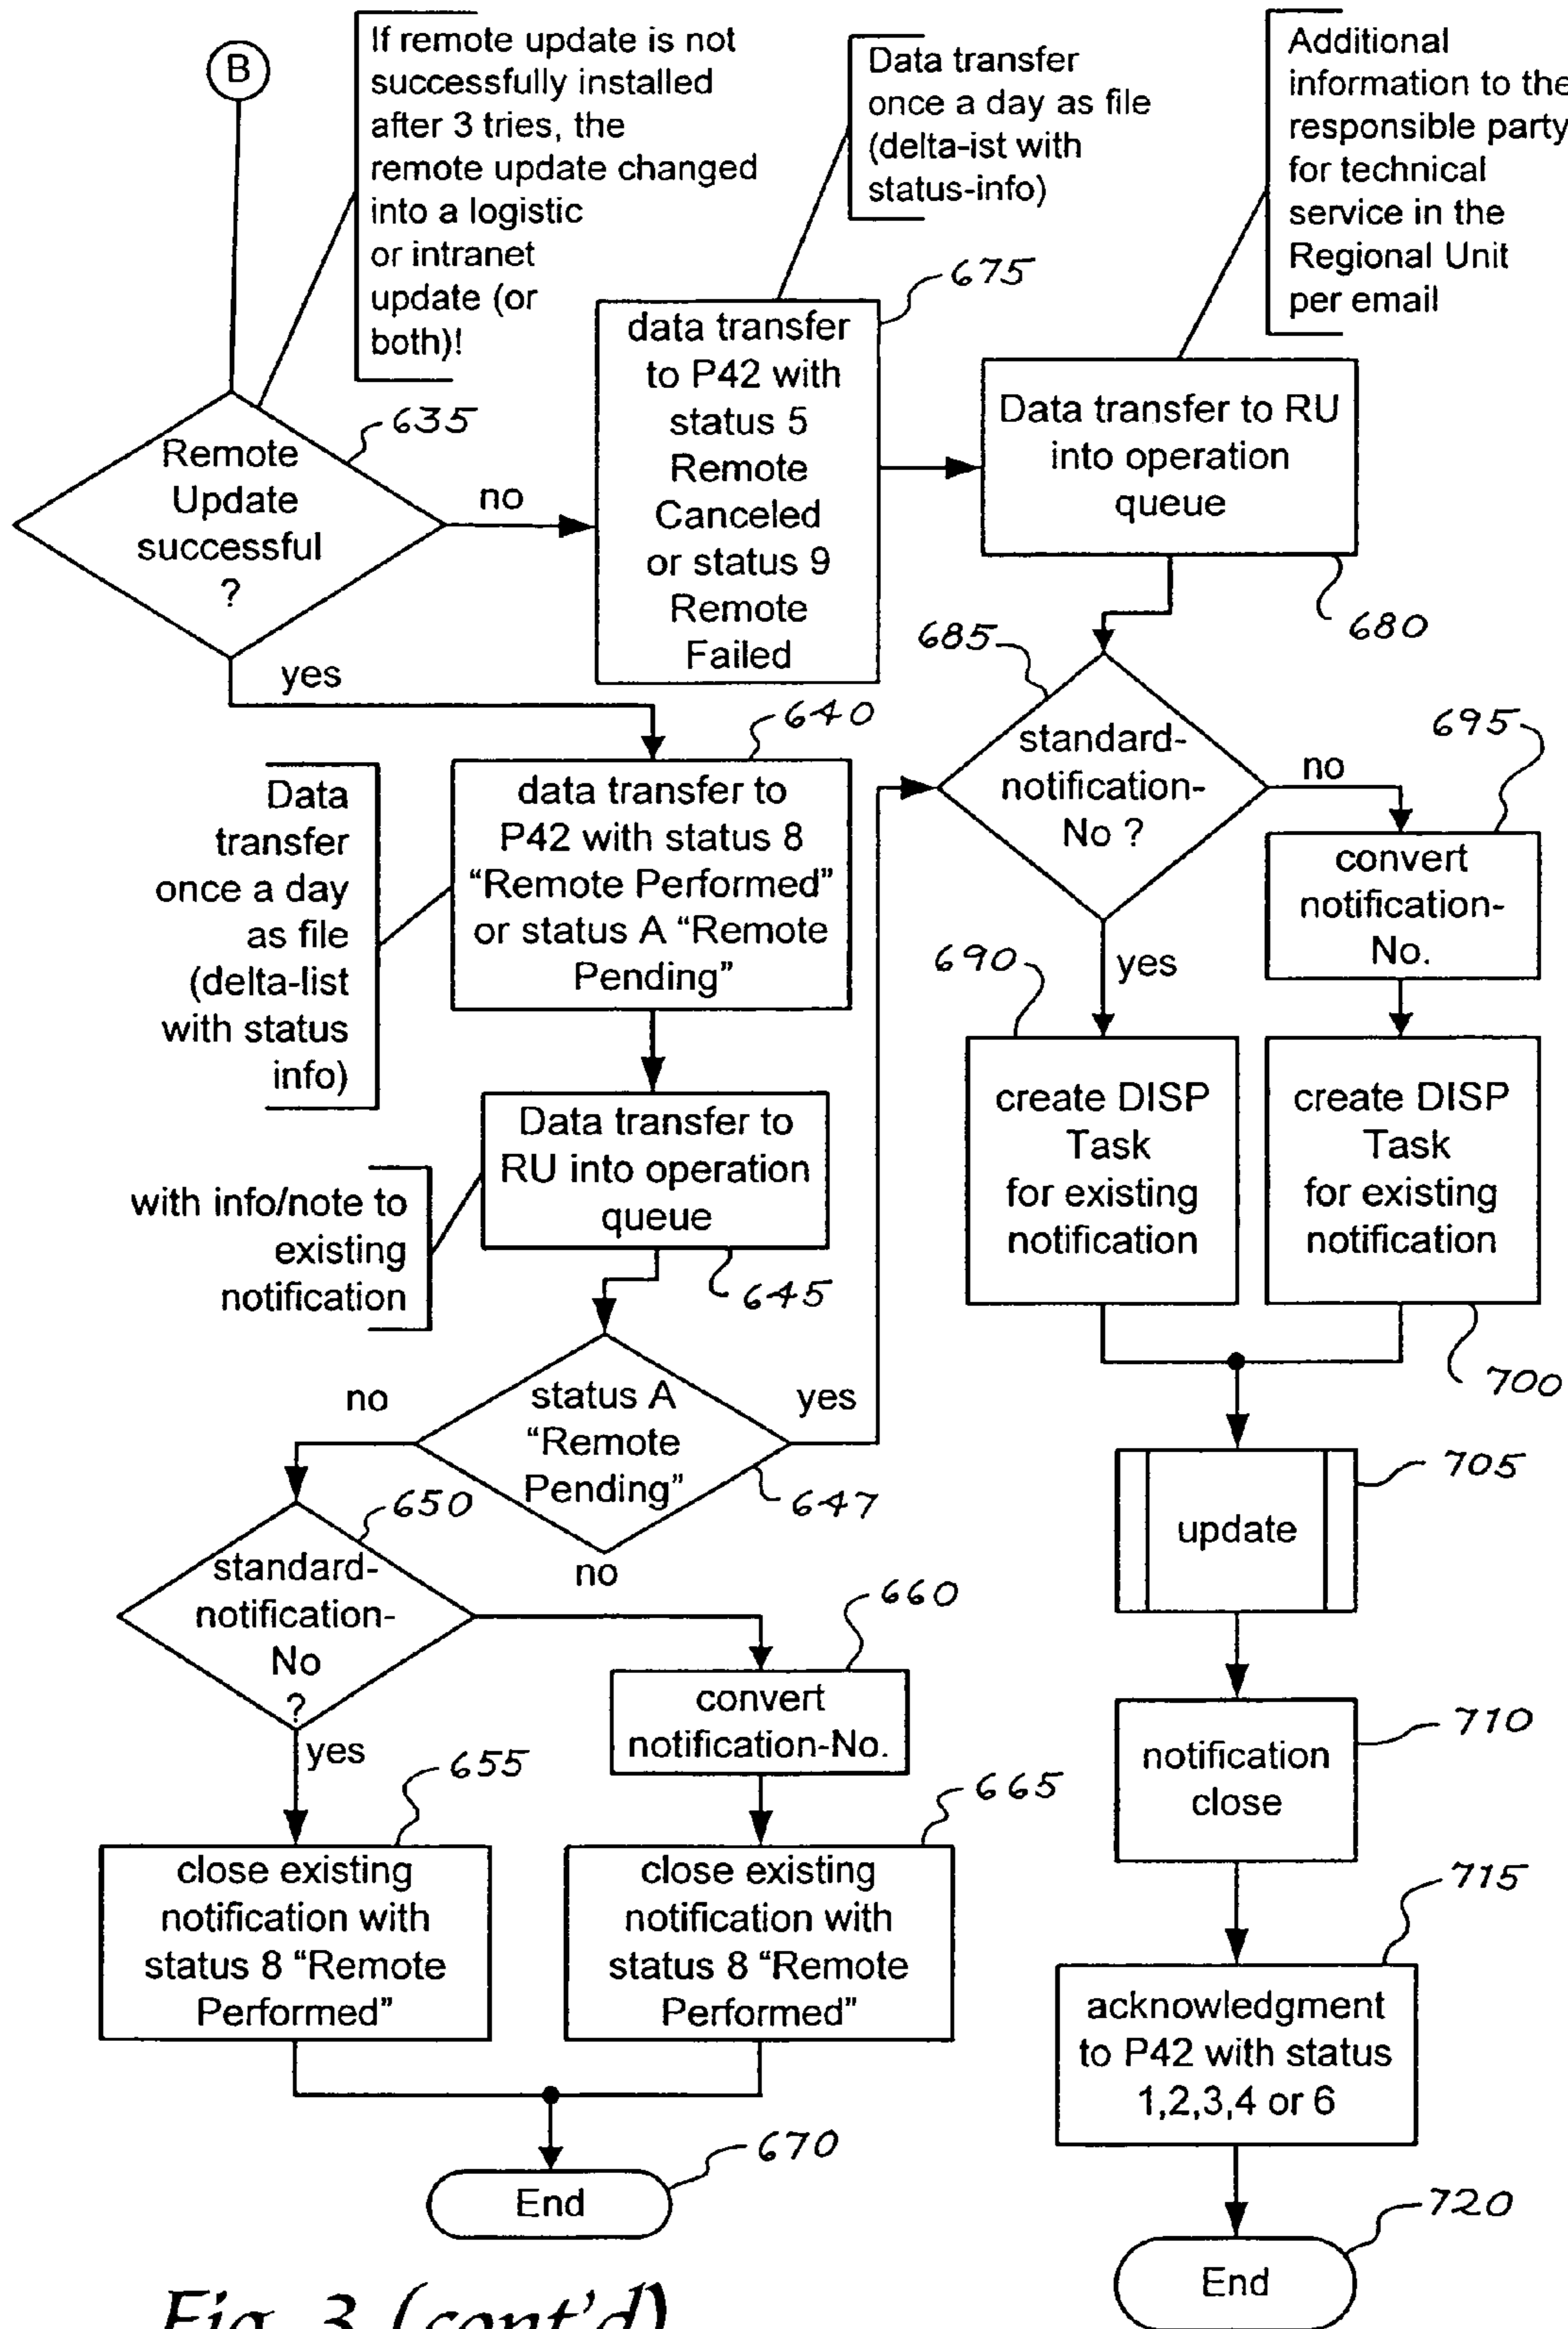 B
If remote update is not
successfully installed
after 3 tries, the
remote update changed
into a logistic
or intranet
update (or
both)!
Data transfer
once a day as file
(delta-ist with
status-info)
Additional
information to the
responsible party
for technical
service in the
Regional Unit
per email
635
Remote
Update
successful
?
no
yes
675
data transfer
to P42 with
status 5
Remote
Canceled
or status 9
Remote
Failed
Data transfer to RU
into operation
queue
680
685
standard-
notification-
No ?
no
yes
695
convert
notification-
No.
640
data transfer to
P42 with status 8
“Remote Performed”
or status A “Remote
Pending”
Data
transfer
once a day
as file
(delta-list
with status
info)
690
create DISP
Task
for existing
notification
create DISP
Task
for existing
notification
700
Data transfer to
RU into operation
queue
645
with info/note to
existing
notification
no
status A
“Remote
Pending”
yes
647
no
705
update
650
standard-
notification-
No
?
yes
660
convert
notification-No.
710
notification
close
655
close existing
notification with
status 8 “Remote
Performed”
665
close existing
notification with
status 8 “Remote
Performed”
715
acknowledgment
to P42 with status
1,2,3,4 or 6
670
End
720
End
Fig. 3 (cont’d)